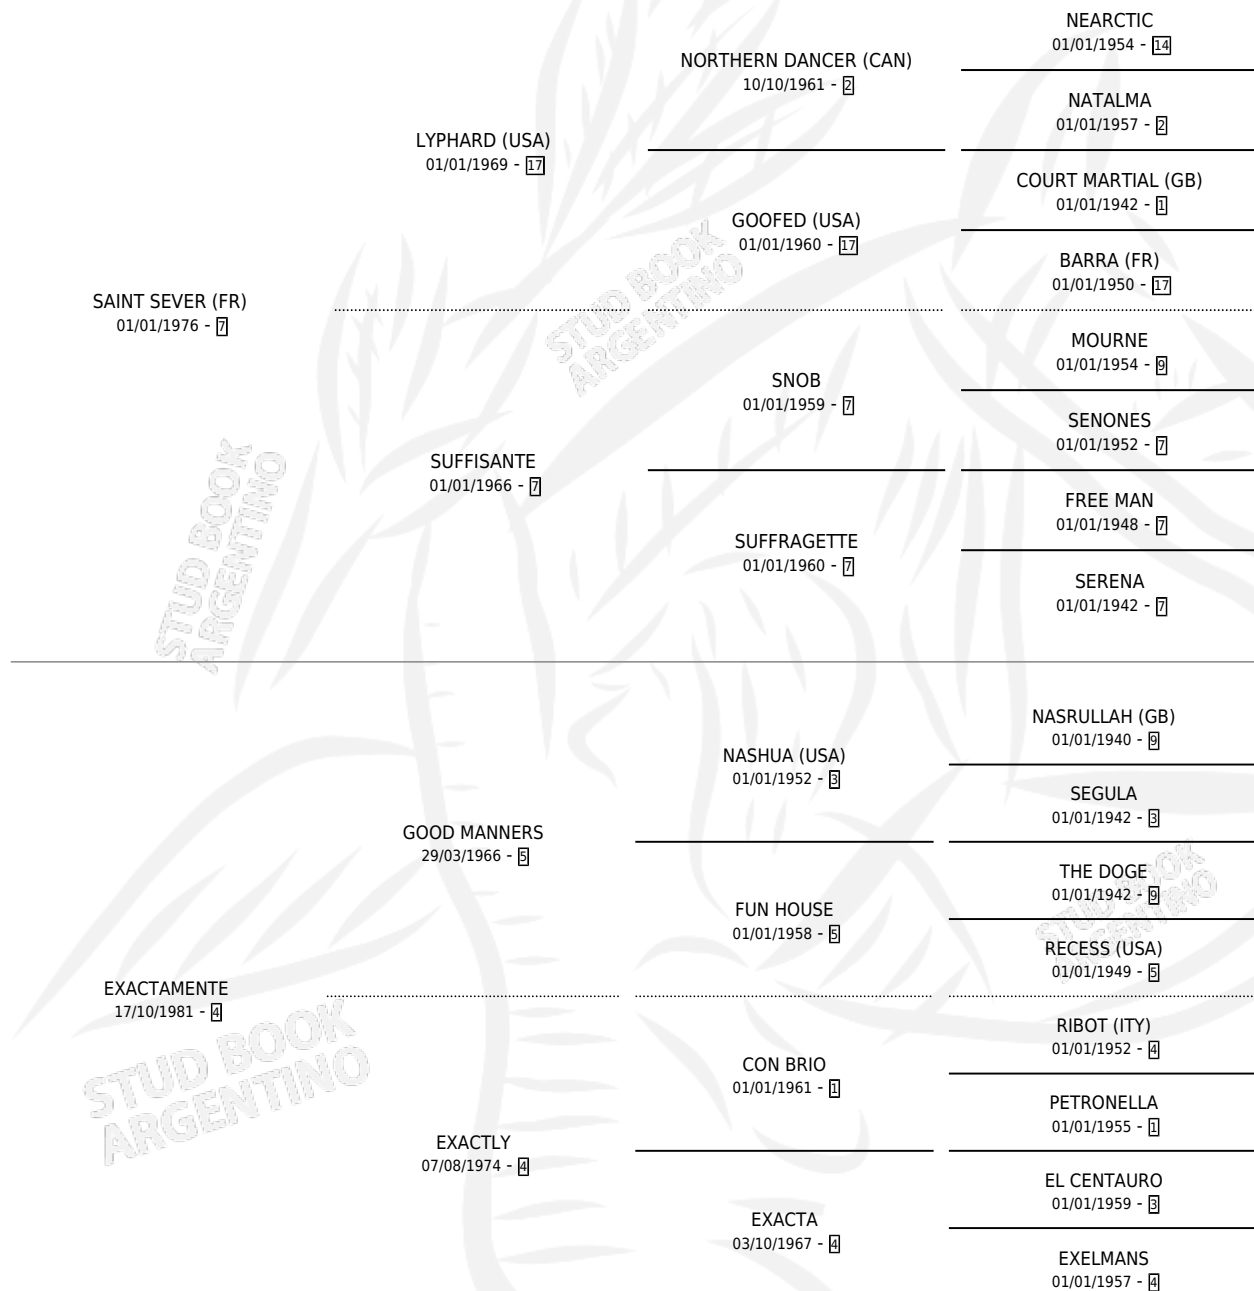 NEARCTIC
01/01/1954 - 14
NORTHERN DANCER (CAN)
10/10/1961 - 2
NATALMA
01/01/1957 - 2
LYPHARD (USA)
01/01/1969 - 17
COURT MARTIAL (GB)
01/01/1942 - 1
GOOFED (USA)
01/01/1960 - 17
BARRA (FR)
01/01/1950 - 17
SAINT SEVER (FR)
01/01/1976 - 7
STUD BOOK
ARGENTINO
MOURNE
01/01/1954 - 9
SNOB
01/01/1959 - 7
SENONES
01/01/1952 - 7
SUFFISANTE
01/01/1966 - 7
STUD BOOK
ARGENTINO
FREE MAN
01/01/1948 - 7
SUFFRAGETTE
01/01/1960 - 7
SERENA
01/01/1942 - 7
NASRULLAH (GB)
01/01/1940 - 9
NASHUA (USA)
01/01/1952 - 3
SEGULA
01/01/1942 - 3
GOOD MANNERS
29/03/1966 - 5
THE DOGE
01/01/1942 - 9
STUD BOOK
ARGENTINO
FUN HOUSE
01/01/1958 - 5
RECESS (USA)
01/01/1949 - 5
EXACTAMENTE
17/10/1981 - 4
STUD BOOK
ARGENTINO
RIBOT (ITY)
01/01/1952 - 4
CON BRIO
01/01/1961 - 1
PETRONELLA
01/01/1955 - 1
EXACTLY
07/08/1974 - 4
EL CENTAURO
01/01/1959 - 3
EXACTA
03/10/1967 - 4
EXELMANS
01/01/1957 - 4